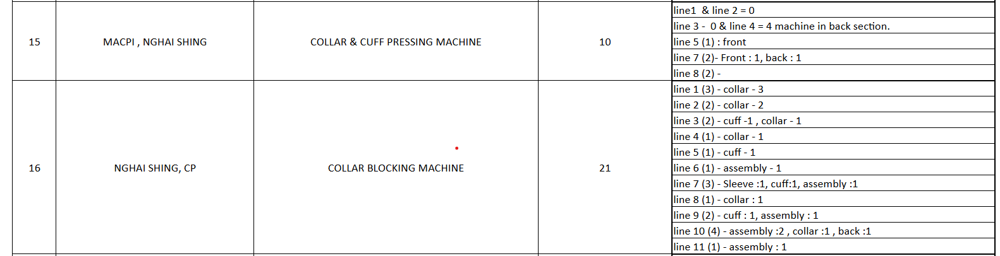 line1 & line 2 = 0
line 3 - 0 & line 4 = 4 machine in back section.
15 MACPI , NGHAI SHING COLLAR & CUFF PRESSING MACHINE 10 line 5 (1) : front
line 7 (2)- Front : 1, back : 1
line 8 (2) -
line 1 (3) - collar - 3
line 2 (2) - collar - 2
line 3 (2) - cuff -1 , collar - 1
line 4 (1) - collar - 1
line 5 (1) - cuff - 1
16 NGHAI SHING, CP COLLAR BLOCKING MACHINE 21 line 6 (1) - assembly - 1
line 7 (3) - Sleeve :1, cuff:1, assembly :1
line 8 (1) - collar : 1
line 9 (2) - cuff : 1, assembly : 1
line 10 (4) - assembly :2 , collar :1 , back :1
line 11 (1) - assembly : 1